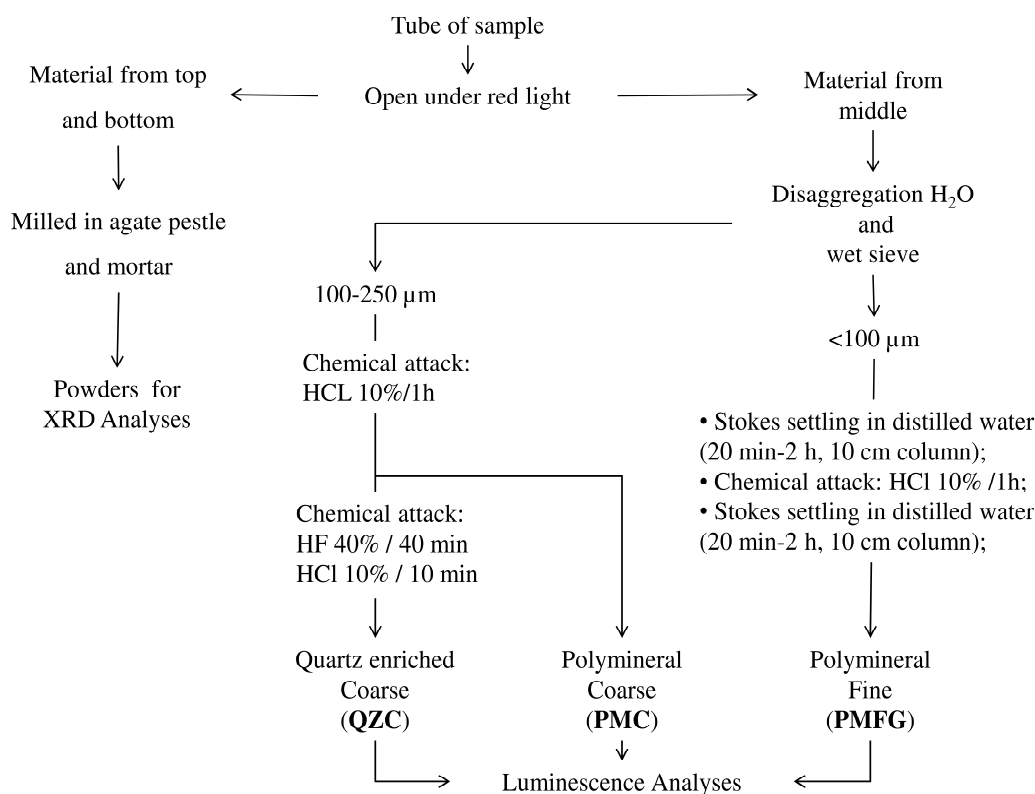 Tube of sample
Open under red light
Material from top
and bottom
Milled in agate pestle
and mortar
Powders for
XRD Analyses
Material from
middle
Disaggregation H₂O
and
wet sieve
100-250 µm
Chemical attack:
HCL 10%/1h
Chemical attack:
HF 40% / 40 min
HCl 10% / 10 min
Quartz enriched
Coarse
(QZC)
Polymineral
Coarse
(PMC)
<100 µm
• Stokes settling in distilled water
(20 min-2 h, 10 cm column);
• Chemical attack: HCl 10% /1h;
• Stokes settling in distilled water
(20 min-2 h, 10 cm column);
Polymineral
Fine
(PMFG)
Luminescence Analyses